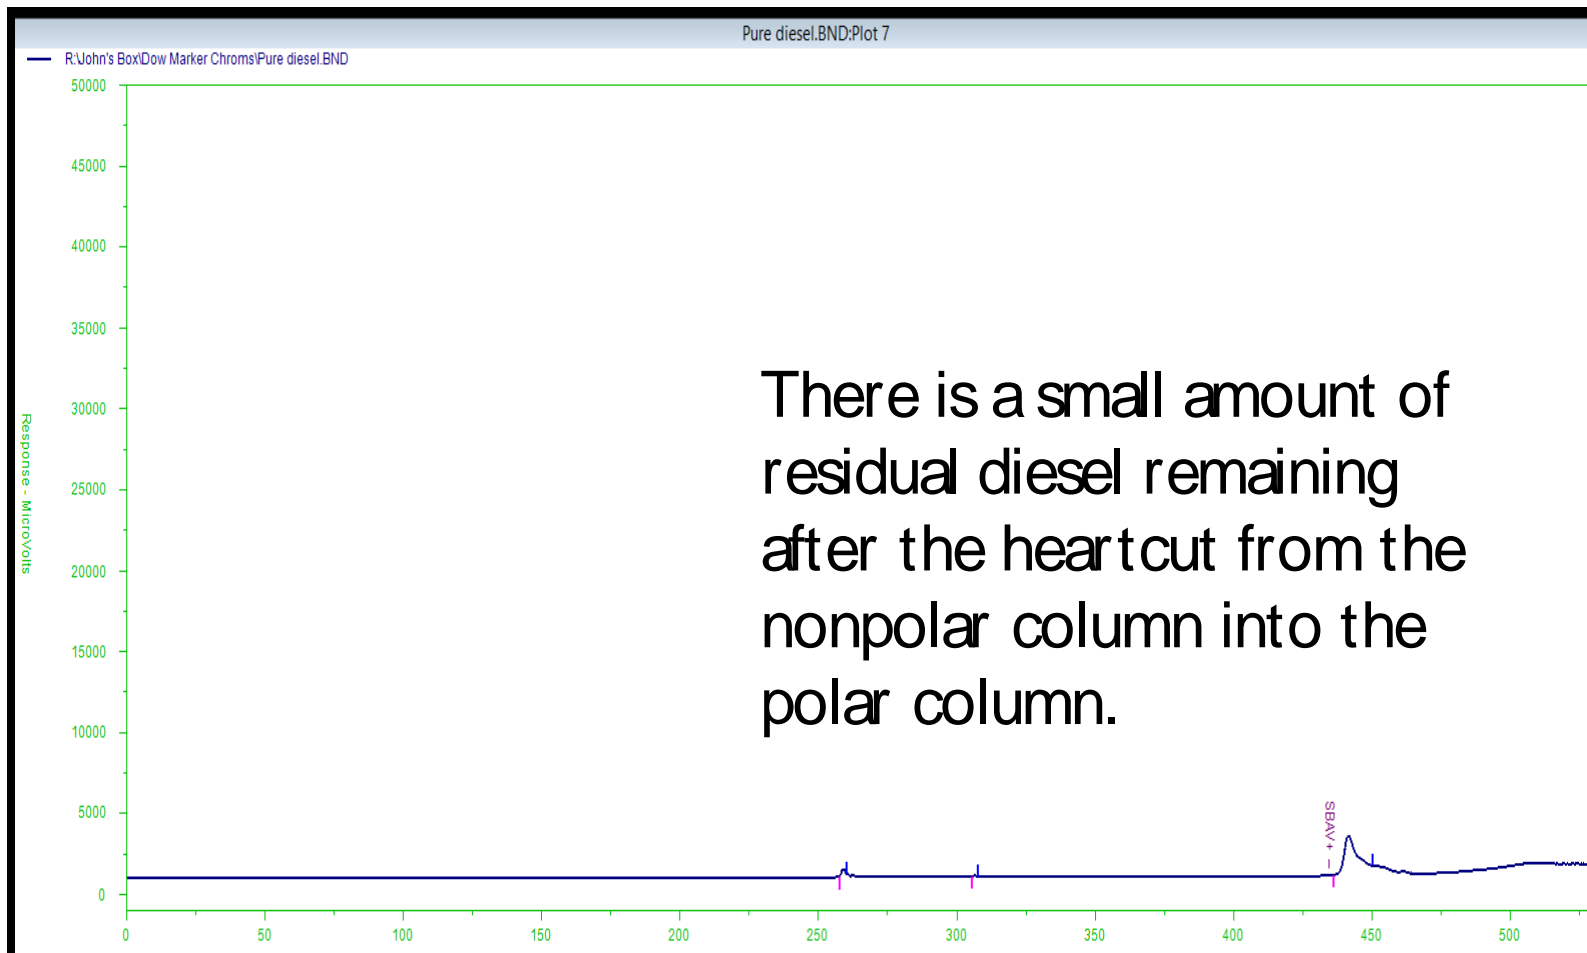 Pure diesel.BND:Plot 7
R:\John's Box\Dow Marker Chroms\Pure diesel.BND
50000
45000
40000
35000
30000
25000
20000
15000
10000
5000
0
Response - MicroVolts
There is a small amount of
residual diesel remaining
after the heartcut from the
nonpolar column into the
polar column.
SBAV+
0 50 100 150 200 250 300 350 400 450 500